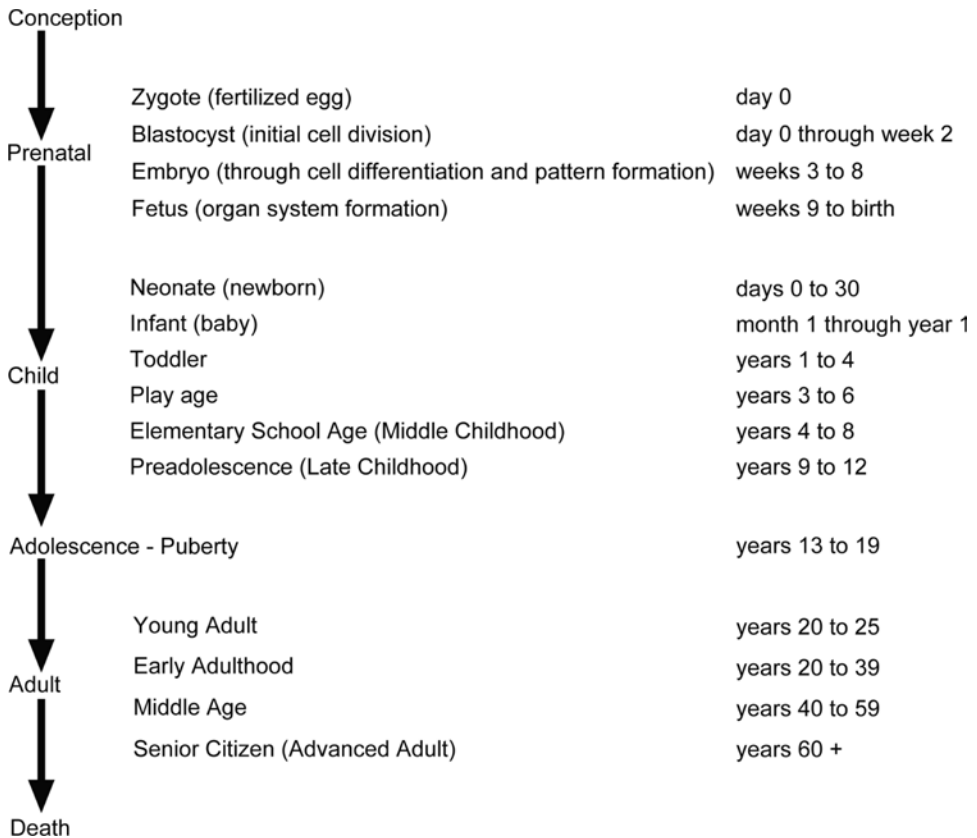 Conception
Zygote (fertilized egg) day 0
Blastocyst (initial cell division) day 0 through week 2
Prenatal
Embryo (through cell differentiation and pattern formation) weeks 3 to 8
Fetus (organ system formation) weeks 9 to birth
Neonate (newborn) days 0 to 30
Infant (baby) month 1 through year 1
Toddler years 1 to 4
Child
Play age years 3 to 6
Elementary School Age (Middle Childhood) years 4 to 8
Preadolescence (Late Childhood) years 9 to 12
Adolescence - Puberty years 13 to 19
Young Adult years 20 to 25
Early Adulthood years 20 to 39
Adult
Middle Age years 40 to 59
Senior Citizen (Advanced Adult) years 60 +
Death